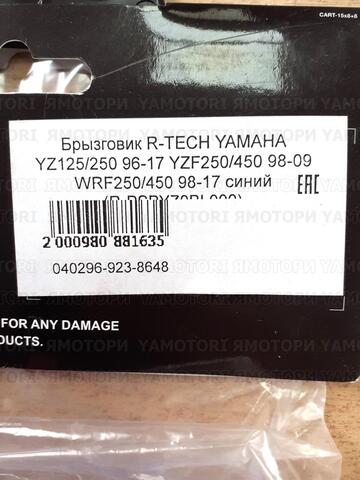 CART-15x8+8
Брызговик R-TECH YAMAHA
YZ125/250 96-17 YZF250/450 98-09
WRF250/450 98-17 синий
EAC
2 000980 881635
040296-923-8648
FOR ANY DAMAGE
ODUCTS.
ЯМОТОРИ YAMOTORI ЯМОТОРИ YAMOTORI